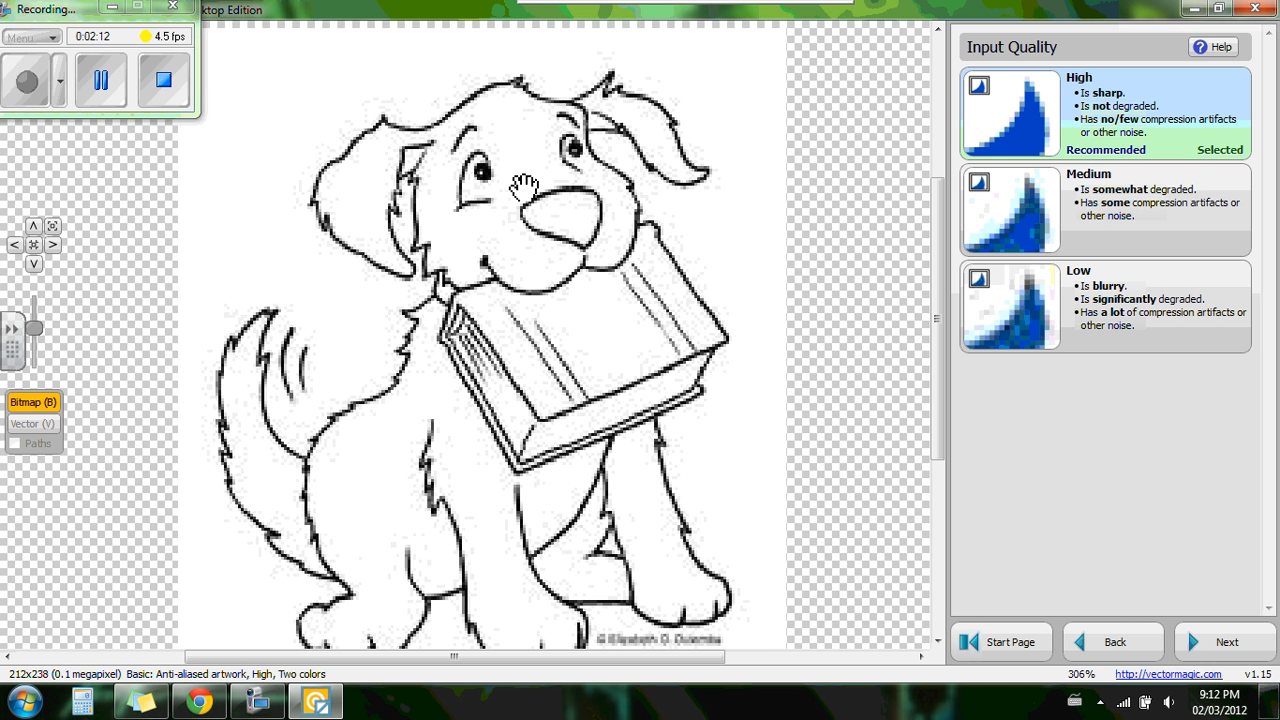 Recording...
ktop Edition
Menu
0:02:12
4.5 fps
Input Quality
Help
High
Is sharp.
Is not degraded.
Has no/few compression artifacts
or other noise.
Recommended
Selected
Medium
Is somewhat degraded.
Has some compression artifacts or
other noise.
Low
Is blurry.
Is significantly degraded.
Has a lot of compression artifacts or
other noise.
Bitmap (B)
Vector (V)
Paths
Start Page
Back
Next
212x238 (0.1 megapixel) Basic: Anti-aliased artwork, High, Two colors
306%
http://vectormagic.com
v1.15
9:12 PM
02/03/2012